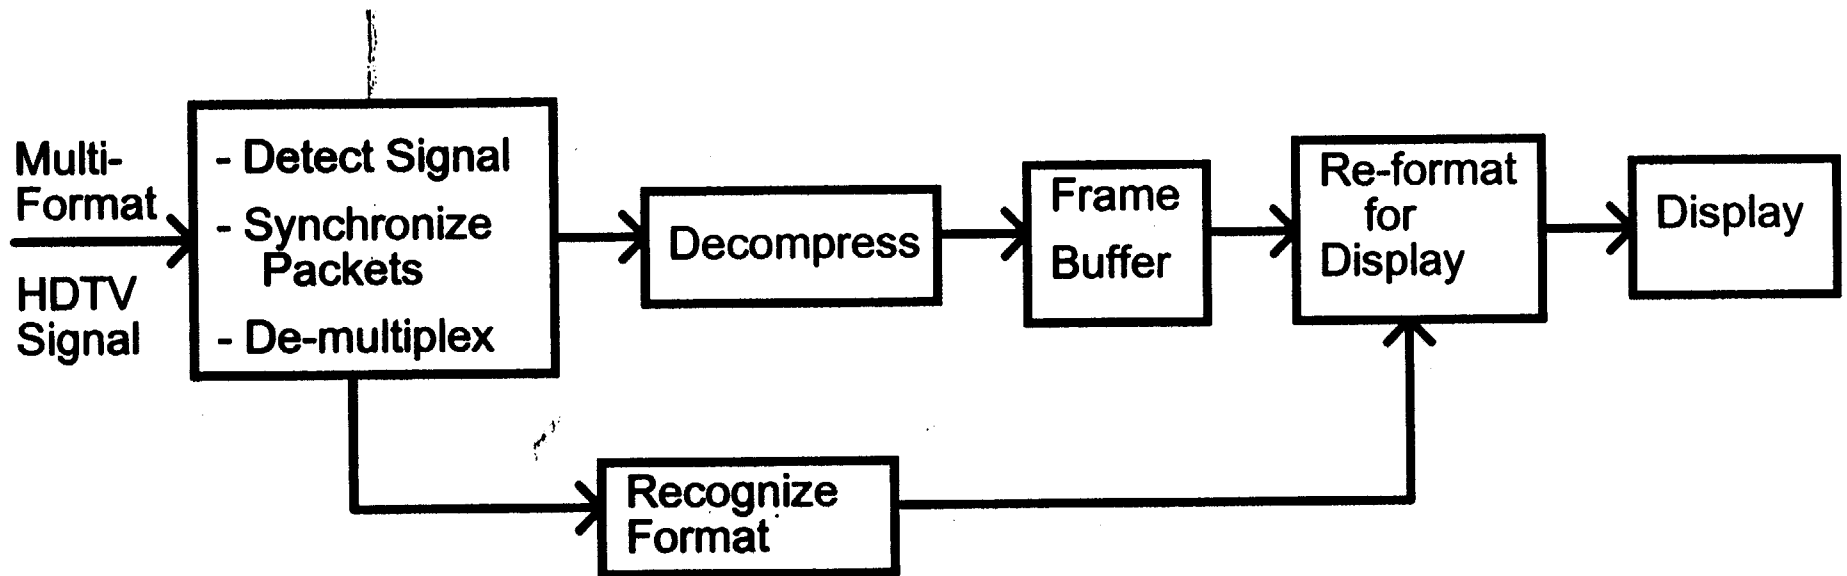 Multi-
Format
HDTV
Signal
- Detect Signal
- Synchronize
Packets
- De-multiplex
Decompress
Frame
Buffer
Re-format
for
Display
Display
Recognize
Format